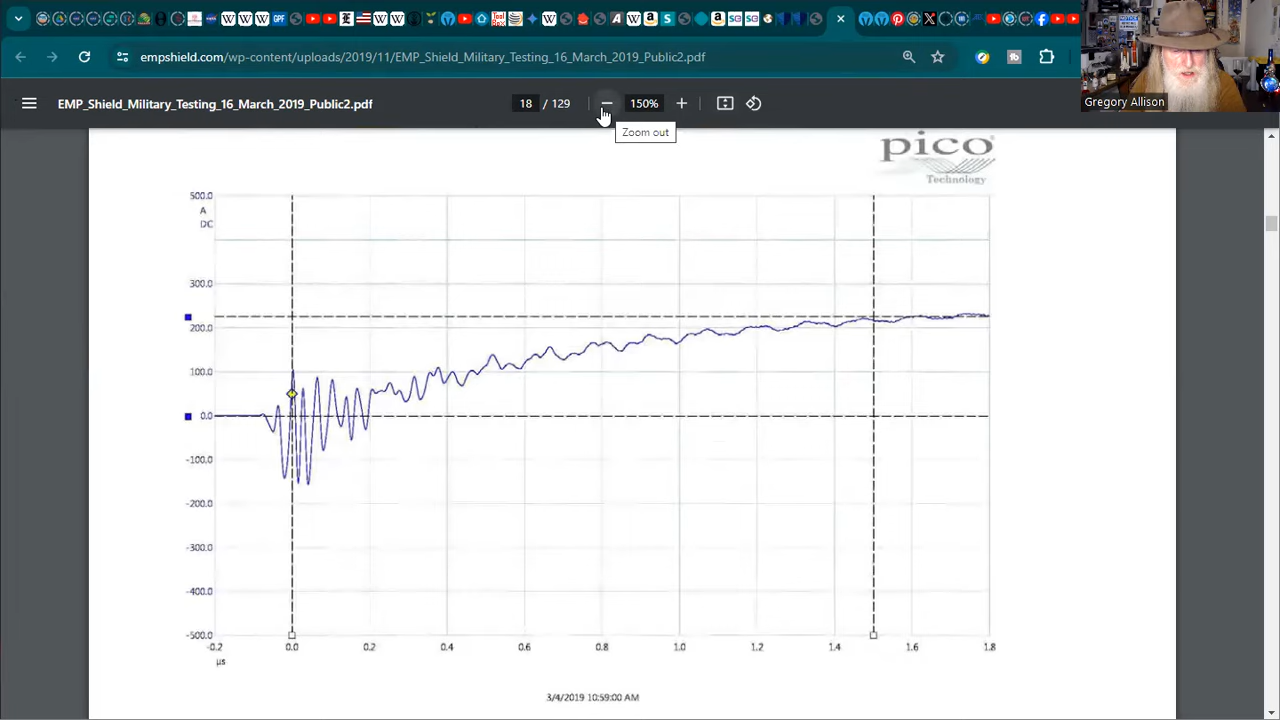 empshield.com/wp-content/uploads/2019/11/EMP_Shield_Military_Testing_16_March_2019_Public2.pdf
Gregory Allison
EMP_Shield_Military_Testing_16_March_2019_Public2.pdf
18 / 129
150%
Zoom out
pico
Technology
500.0
A
DC
300.0
200.0
100.0
0.0
-100.0
-200.0
-300.0
-400.0
-500.0
-0.2 0.0 0.2 0.4 0.6 0.8 1.0 1.2 1.4 1.6 1.8
µs
3/4/2019 10:59:00 AM